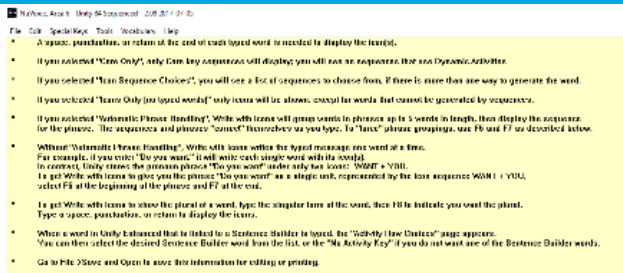 NuVoice, Area 6 Unity 84 Sequenced 2.09 2017-07-05
File Edit Special Keys Tools Vocabulary Help
* A space, punctuation, or return at the end of each typed word is needed to display the icon(s).
* If you selected "Core Only", only Core key sequences will display; you will see no sequences that use Dynamic Activities
* If you selected "Icon Sequence Choices", you will see a list of sequences to choose from, if there is more than one way to generate the word.
* If you selected "Icons Only (no typed words)" only icons will be shown, except for words that cannot be generated by sequences.
* If you selected "Automatic Phrase Handling", Write with Icons will group words in phrases up to 5 words in length, then display the sequence
for the phrase. The sequences and phrases "correct" themselves as you type. To "force" phrase groupings, use F6 and F7 as described below.
* Without "Automatic Phrase Handling", Write with Icons writes the typed message one word at a time.
For example, if you enter "Do you want" it will write each single word with its icon(s).
In contrast, Unity stores the pronoun phrase "Do you want" under only two icons: WANT + YOU.
To get Write with Icons to give you the phrase "Do you want" as a single unit, represented by the icon sequence WANT + YOU,
select F6 at the beginning of the phrase and F7 at the end.
* To get Write with Icons to show the plural of a word, type the singular form of the word, then F8 to indicate you want the plural.
Type a space, punctuation, or return to display the icons.
* When a word in Unity Enhanced that is linked to a Sentence Builder is typed, the "Activity Row Choices" page appears.
You can then select the desired Sentence Builder word from the list, or the "No Activity Key" if you do not want one of the Sentence Builder words.
* Go to File >Save and Open to save this information for editing or printing.